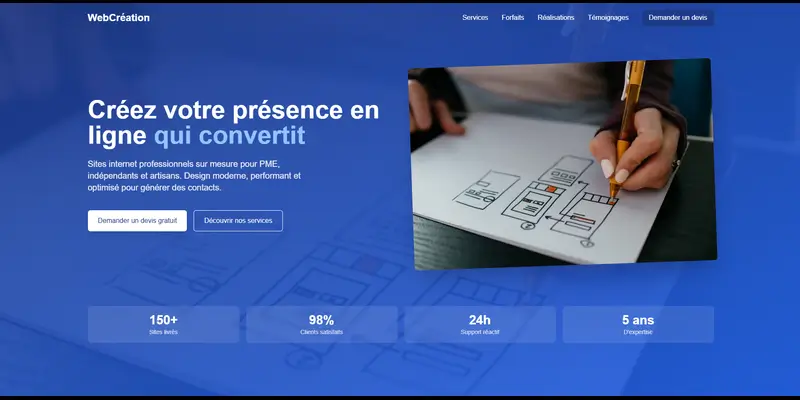 WebCréation
Services
Forfaits
Réalisations
Témoignages
Demander un devis
Créez votre présence en
ligne qui convertit
Sites internet professionnels sur mesure pour PME,
indépendants et artisans. Design moderne, performant et
optimisé pour générer des contacts.
Demander un devis gratuit
Découvrir nos services
150+
Sites livrés
98%
Clients satisfaits
24h
Support réactif
5 ans
D'expertise